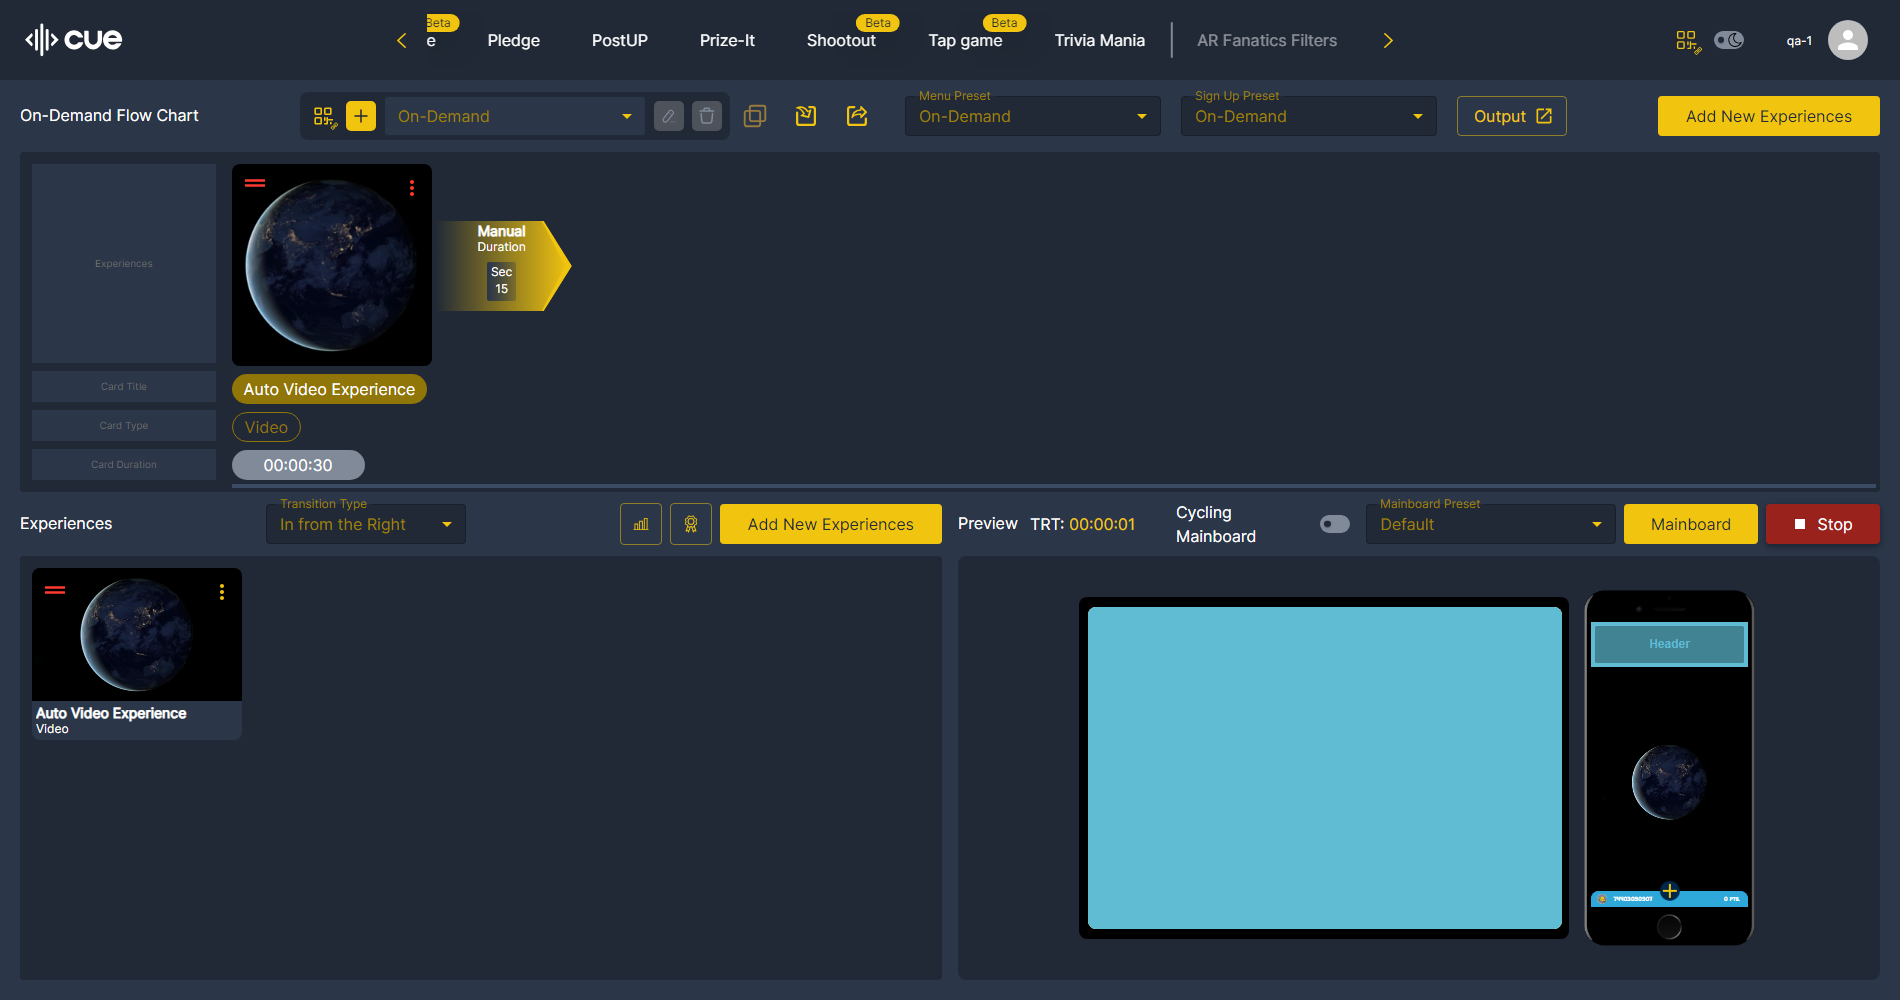 cue
e
Beta
Pledge
PostUP
Prize-It
Shootout
Beta
Tap game
Beta
Trivia Mania
AR Fanatics Filters
qa-1
On-Demand Flow Chart
On-Demand
Menu Preset
On-Demand
Sign Up Preset
On-Demand
Output
Add New Experiences
Experiences
Manual
Duration
Sec
15
Card Title
Auto Video Experience
Card Type
Video
Card Duration
00:00:30
Experiences
Transition Type
In from the Right
Add New Experiences
Preview
TRT: 00:00:01
Cycling
Mainboard
Mainboard Preset
Default
Mainboard
Stop
Auto Video Experience
Video
Header
0 PTS.